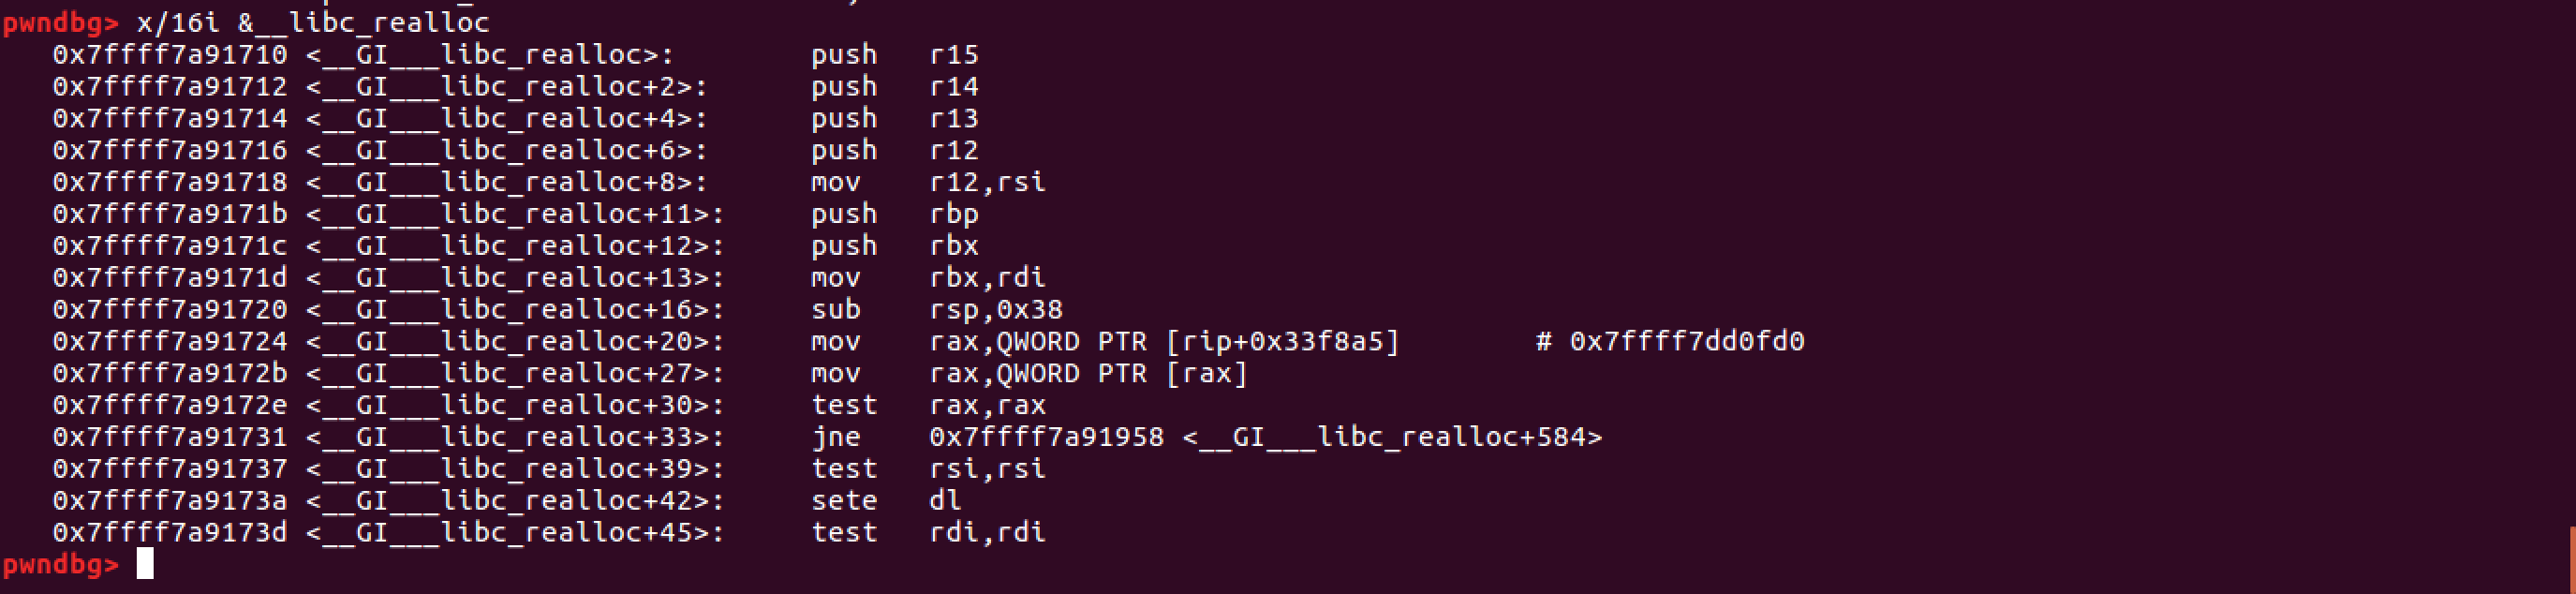 pwndbg> x/16i &__libc_realloc
   0x7ffff7a91710 <__GI___libc_realloc>:        push   r15
   0x7ffff7a91712 <__GI___libc_realloc+2>:      push   r14
   0x7ffff7a91714 <__GI___libc_realloc+4>:      push   r13
   0x7ffff7a91716 <__GI___libc_realloc+6>:      push   r12
   0x7ffff7a91718 <__GI___libc_realloc+8>:      mov    r12,rsi
   0x7ffff7a9171b <__GI___libc_realloc+11>:     push   rbp
   0x7ffff7a9171c <__GI___libc_realloc+12>:     push   rbx
   0x7ffff7a9171d <__GI___libc_realloc+13>:     mov    rbx,rdi
   0x7ffff7a91720 <__GI___libc_realloc+16>:     sub    rsp,0x38
   0x7ffff7a91724 <__GI___libc_realloc+20>:     mov    rax,QWORD PTR [rip+0x33f8a5]        # 0x7ffff7dd0fd0
   0x7ffff7a9172b <__GI___libc_realloc+27>:     mov    rax,QWORD PTR [rax]
   0x7ffff7a9172e <__GI___libc_realloc+30>:     test   rax,rax
   0x7ffff7a91731 <__GI___libc_realloc+33>:     jne    0x7ffff7a91958 <__GI___libc_realloc+584>
   0x7ffff7a91737 <__GI___libc_realloc+39>:     test   rsi,rsi
   0x7ffff7a9173a <__GI___libc_realloc+42>:     sete   dl
   0x7ffff7a9173d <__GI___libc_realloc+45>:     test   rdi,rdi
pwndbg>